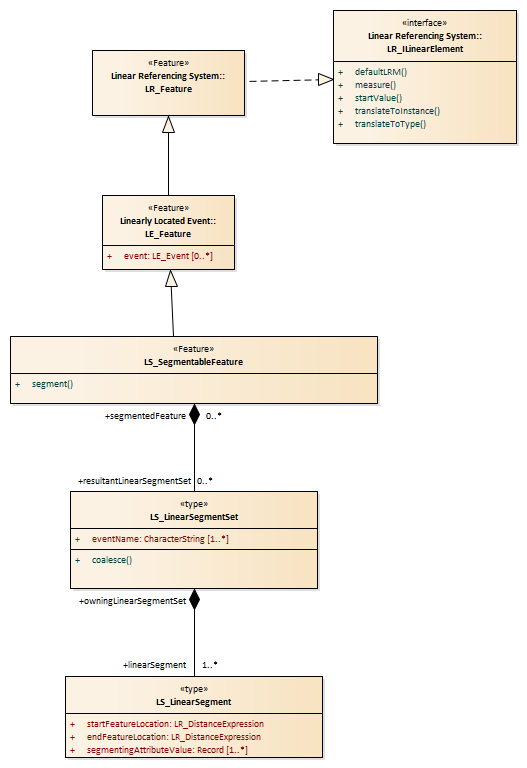 «interface»
Linear Referencing System::
LR_ILinearElement
+ defaultLRM()
+ measure()
+ startValue()
+ translateToInstance()
+ translateToType()
«Feature»
Linear Referencing System::
LR_Feature
«Feature»
Linearly Located Event::
LE_Feature
+ event: LE_Event [0..*]
«Feature»
LS_SegmentableFeature
+ segment()
+segmentedFeature 0..*
+resultantLinearSegmentSet 0..*
«type»
LS_LinearSegmentSet
+ eventName: CharacterString [1..*]
+ coalesce()
+owningLinearSegmentSet
+linearSegment 1..*
«type»
LS_LinearSegment
+ startFeatureLocation: LR_DistanceExpression
+ endFeatureLocation: LR_DistanceExpression
+ segmentingAttributeValue: Record [1..*]